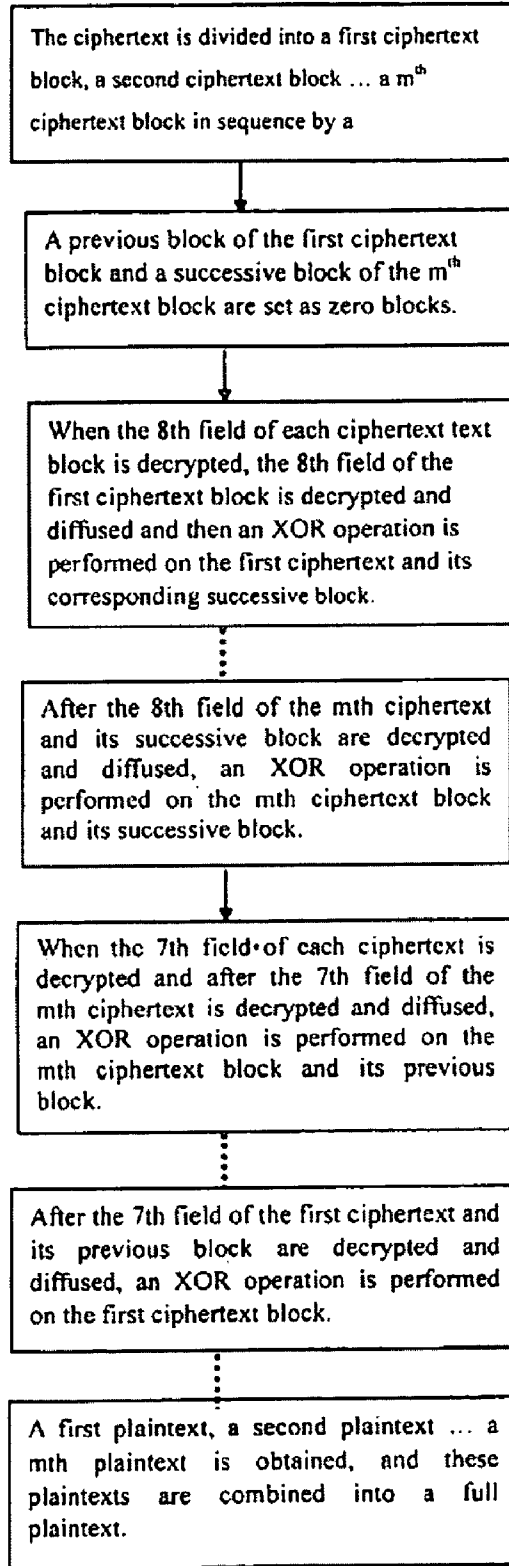 The ciphertext is divided into a first ciphertext
block, a second ciphertext block ... a mth
ciphertext block in sequence by a
A previous block of the first ciphertext
block and a successive block of the mth
ciphertext block are set as zero blocks.
When the 8th field of each ciphertext text
block is decrypted, the 8th field of the
first ciphertext block is decrypted and
diffused and then an XOR operation is
performed on the first ciphertext and its
corresponding successive block.
After the 8th field of the mth ciphertext
and its successive block are decrypted
and diffused, an XOR operation is
performed on the mth ciphertext block
and its successive block.
When the 7th field of each ciphertext is
decrypted and after the 7th field of the
mth ciphertext is decrypted and diffused,
an XOR operation is performed on the
mth ciphertext block and its previous
block.
After the 7th field of the first ciphertext and
its previous block are decrypted and
diffused, an XOR operation is performed
on the first ciphertext block.
A first plaintext, a second plaintext ... a
mth plaintext is obtained, and these
plaintexts are combined into a full
plaintext.